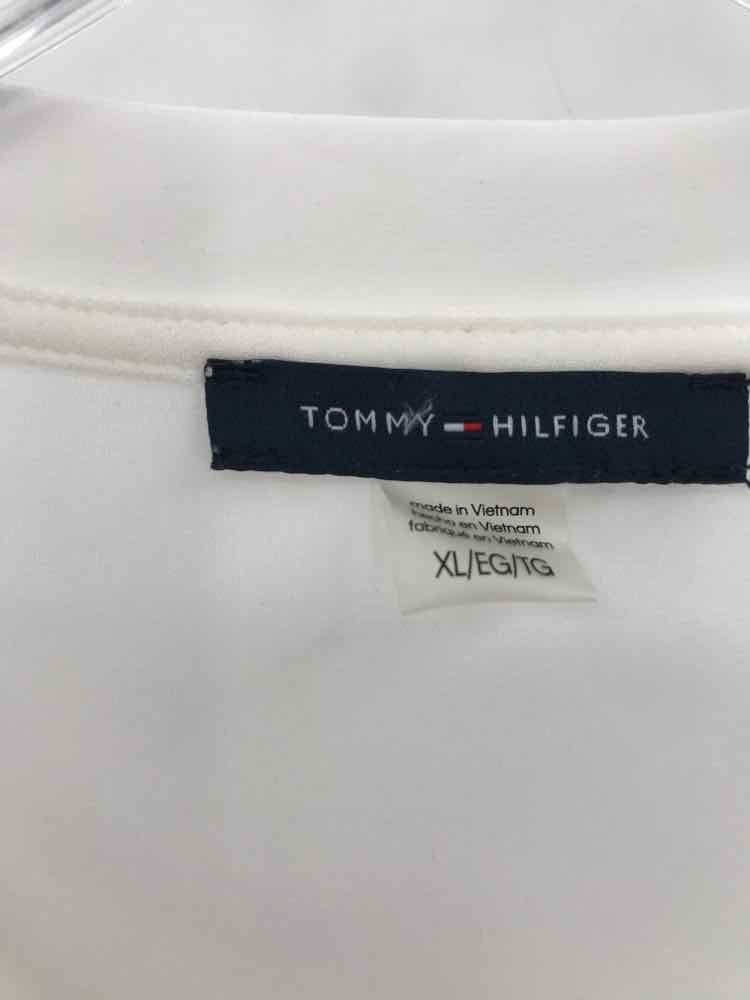 TOMMY HILFIGER
made in Vietnam
hecho en Vietnam
fabriqué en Vietnam
XL/EG/TG